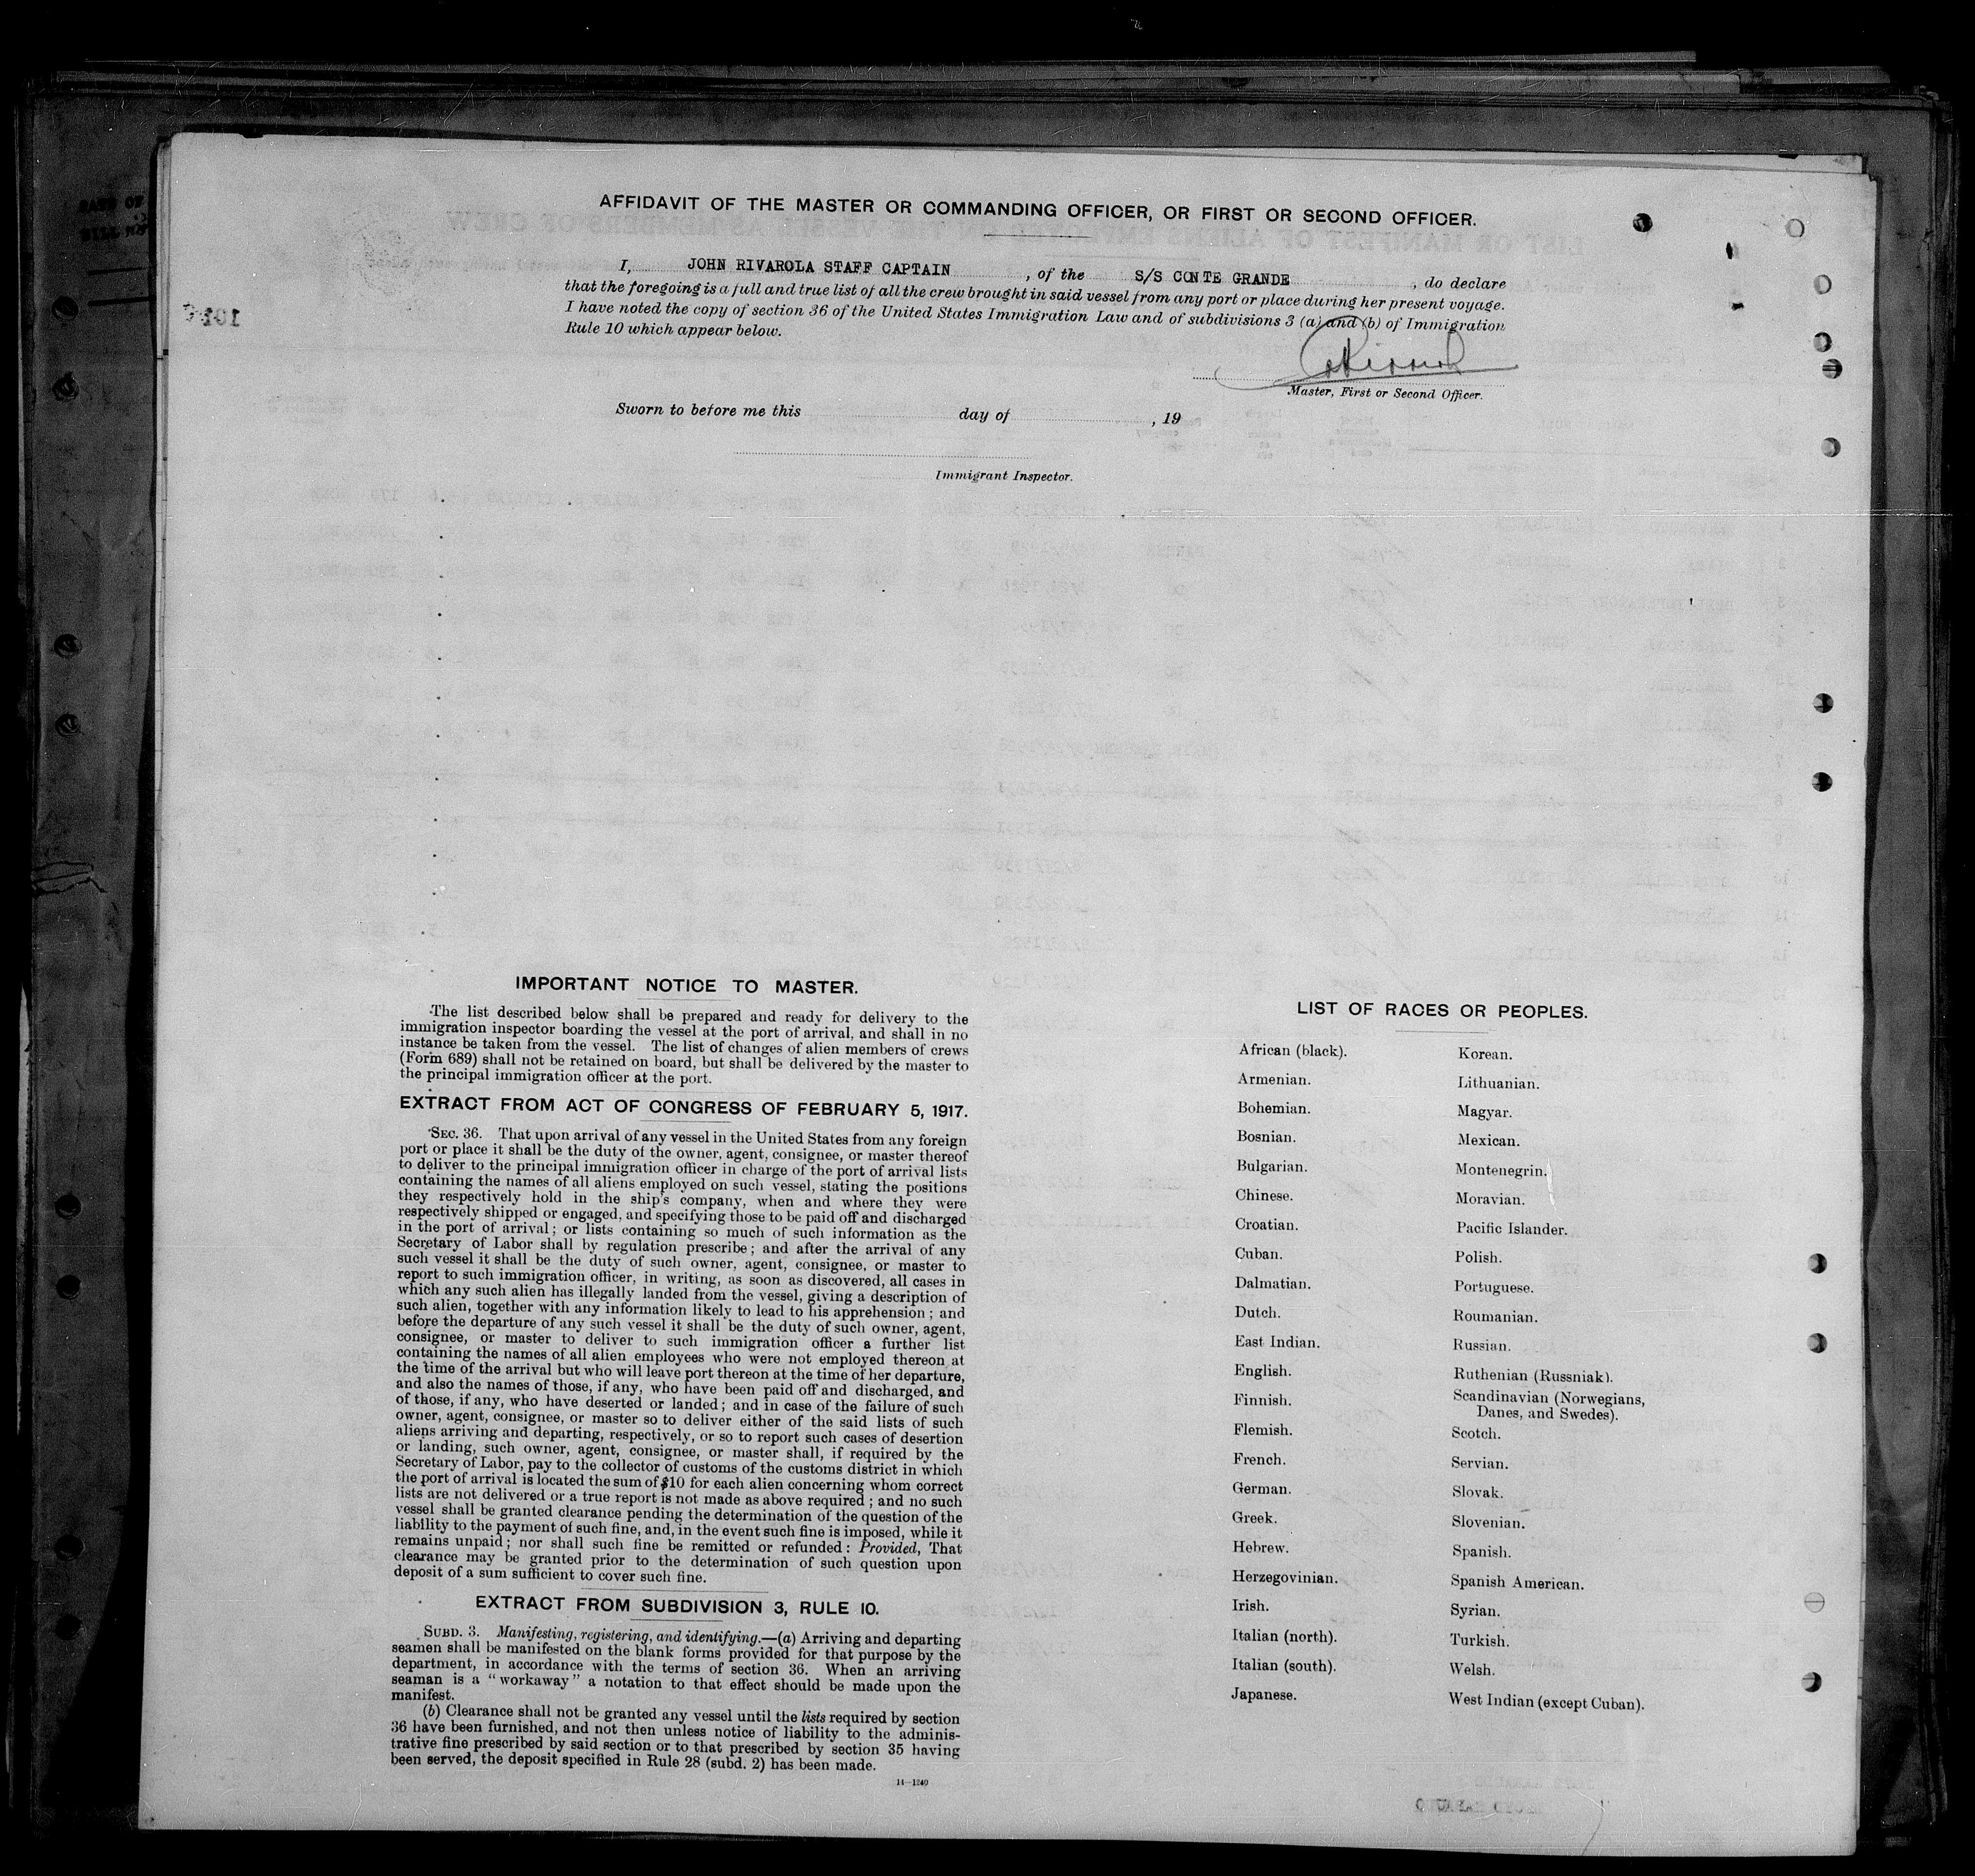 AFFIDAVIT OF THE MASTER OR COMMANDING OFFICER, OR FIRST OR SECOND OFFICER.
I, JOHN RIVAROLA STAFF CAPTAIN , of the S/S CONTE GRANDE , do declare
that the foregoing is a full and true list of all the crew brought in said vessel from any port or place during her present voyage.
I have noted the copy of section 36 of the United States Immigration Law and of subdivisions 3 (a) and (b) of Immigration
Rule 10 which appear below.
Master, First or Second Officer.
Sworn to before me this day of , 19
Immigrant Inspector.
IMPORTANT NOTICE TO MASTER.
The list described below shall be prepared and ready for delivery to the
immigration inspector boarding the vessel at the port of arrival, and shall in no
instance be taken from the vessel. The list of changes of alien members of crews
(Form 689) shall not be retained on board, but shall be delivered by the master to
the principal immigration officer at the port.
EXTRACT FROM ACT OF CONGRESS OF FEBRUARY 5, 1917.
SEC. 36. That upon arrival of any vessel in the United States from any foreign
port or place it shall be the duty of the owner, agent, consignee, or master thereof
to deliver to the principal immigration officer in charge of the port of arrival lists
containing the names of all aliens employed on such vessel, stating the positions
they respectively hold in the ship's company, when and where they were
respectively shipped or engaged, and specifying those to be paid off and discharged
in the port of arrival; or lists containing so much of such information as the
Secretary of Labor shall by regulation prescribe; and after the arrival of any
such vessel it shall be the duty of such owner, agent, consignee, or master to
report to such immigration officer, in writing, as soon as discovered, all cases in
which any such alien has illegally landed from the vessel, giving a description of
such alien, together with any information likely to lead to his apprehension; and
before the departure of any such vessel it shall be the duty of such owner, agent,
consignee, or master to deliver to such immigration officer a further list
containing the names of all alien employees who were not employed thereon at
the time of the arrival but who will leave port thereon at the time of her departure,
and also the names of those, if any, who have been paid off and discharged, and
of those, if any, who have deserted or landed; and in case of the failure of such
owner, agent, consignee, or master so to deliver either of the said lists of such
aliens arriving and departing, respectively, or so to report such cases of desertion
or landing, such owner, agent, consignee, or master shall, if required by the
Secretary of Labor, pay to the collector of customs of the customs district in which
the port of arrival is located the sum of $10 for each alien concerning whom correct
lists are not delivered or a true report is not made as above required; and no such
vessel shall be granted clearance pending the determination of the question of the
liability to the payment of such fine, and, in the event such fine is imposed, while it
remains unpaid; nor shall such fine be remitted or refunded: Provided, That
clearance may be granted prior to the determination of such question upon
deposit of a sum sufficient to cover such fine.
EXTRACT FROM SUBDIVISION 3, RULE 10.
SUBD. 3. Manifesting, registering, and identifying.—(a) Arriving and departing
seamen shall be manifested on the blank forms provided for that purpose by the
department, in accordance with the terms of section 36. When an arriving
seaman is a "workaway" a notation to that effect should be made upon the
manifest.
(b) Clearance shall not be granted any vessel until the lists required by section
36 have been furnished, and not then unless notice of liability to the adminis-
trative fine prescribed by said section or to that prescribed by section 35 having
been served, the deposit specified in Rule 28 (subd. 2) has been made.
14—1240
LIST OF RACES OR PEOPLES.
African (black).
Armenian.
Bohemian.
Bosnian.
Bulgarian.
Chinese.
Croatian.
Cuban.
Dalmatian.
Dutch.
East Indian.
English.
Finnish.
Flemish.
French.
German.
Greek.
Hebrew.
Herzegovinian.
Irish.
Italian (north).
Italian (south).
Japanese.
Korean.
Lithuanian.
Magyar.
Mexican.
Montenegrin.
Moravian.
Pacific Islander.
Polish.
Portuguese.
Roumanian.
Russian.
Ruthenian (Russniak).
Scandinavian (Norwegians,
Danes, and Swedes).
Scotch.
Servian.
Slovak.
Slovenian.
Spanish.
Spanish American.
Syrian.
Turkish.
Welsh.
West Indian (except Cuban).